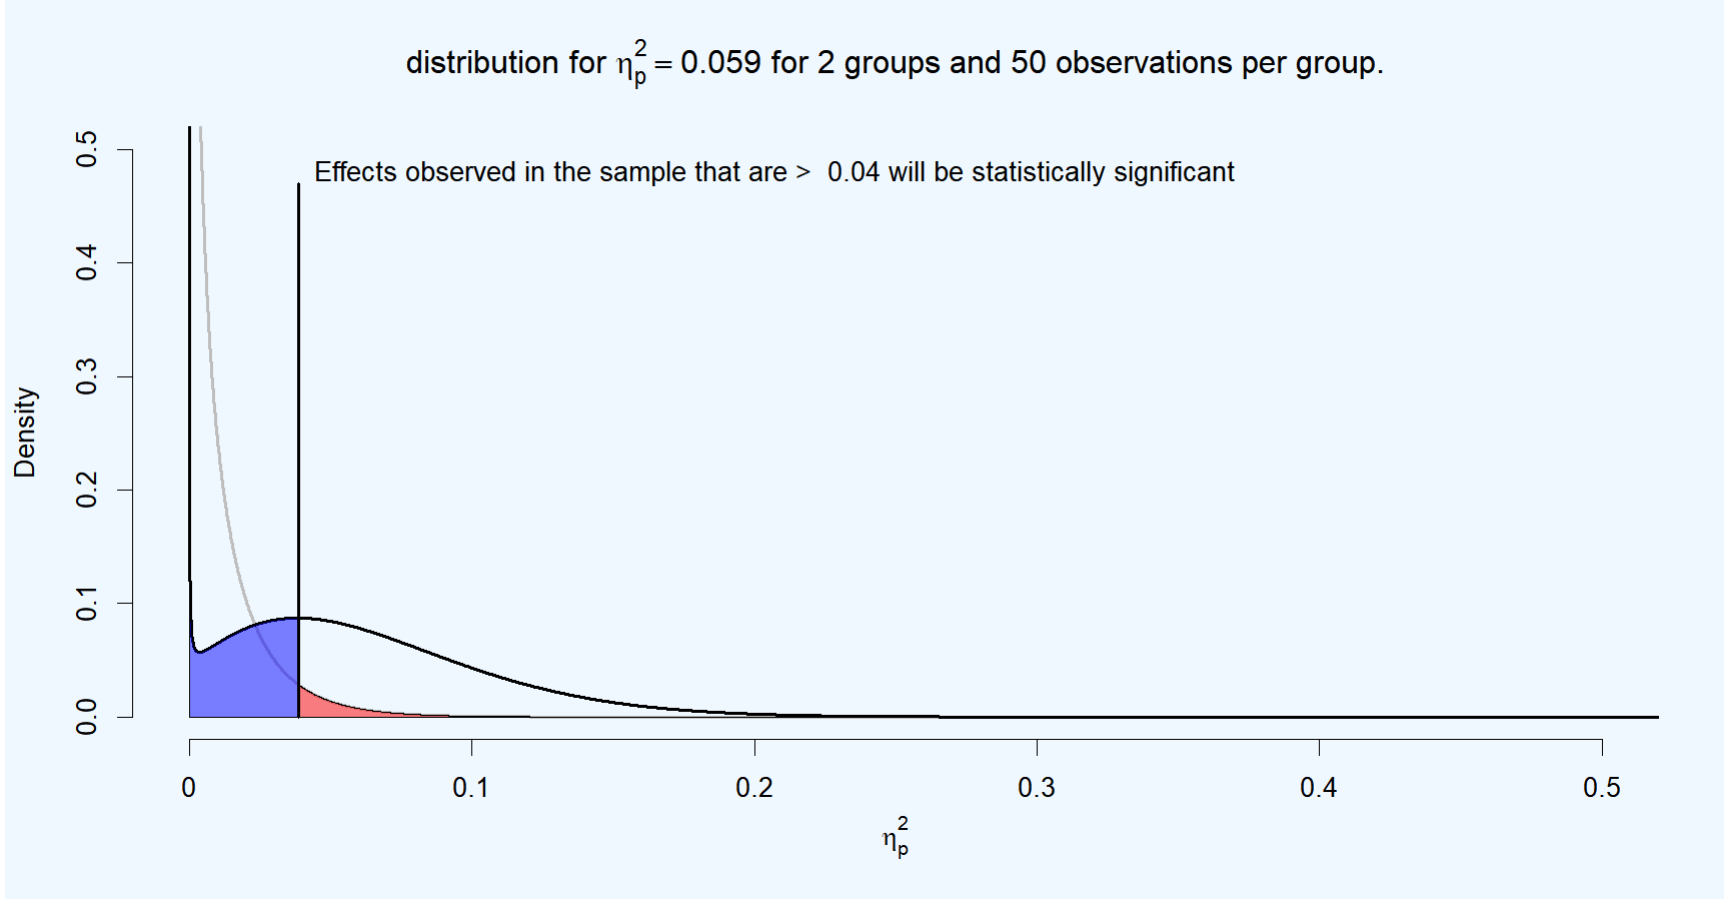 distribution for η²ₚ = 0.059 for 2 groups and 50 observations per group.
Effects observed in the sample that are >  0.04 will be statistically significant
Density
0.5
0.4
0.3
0.2
0.1
0.0
0 0.1 0.2 0.3 0.4 0.5
η²ₚ